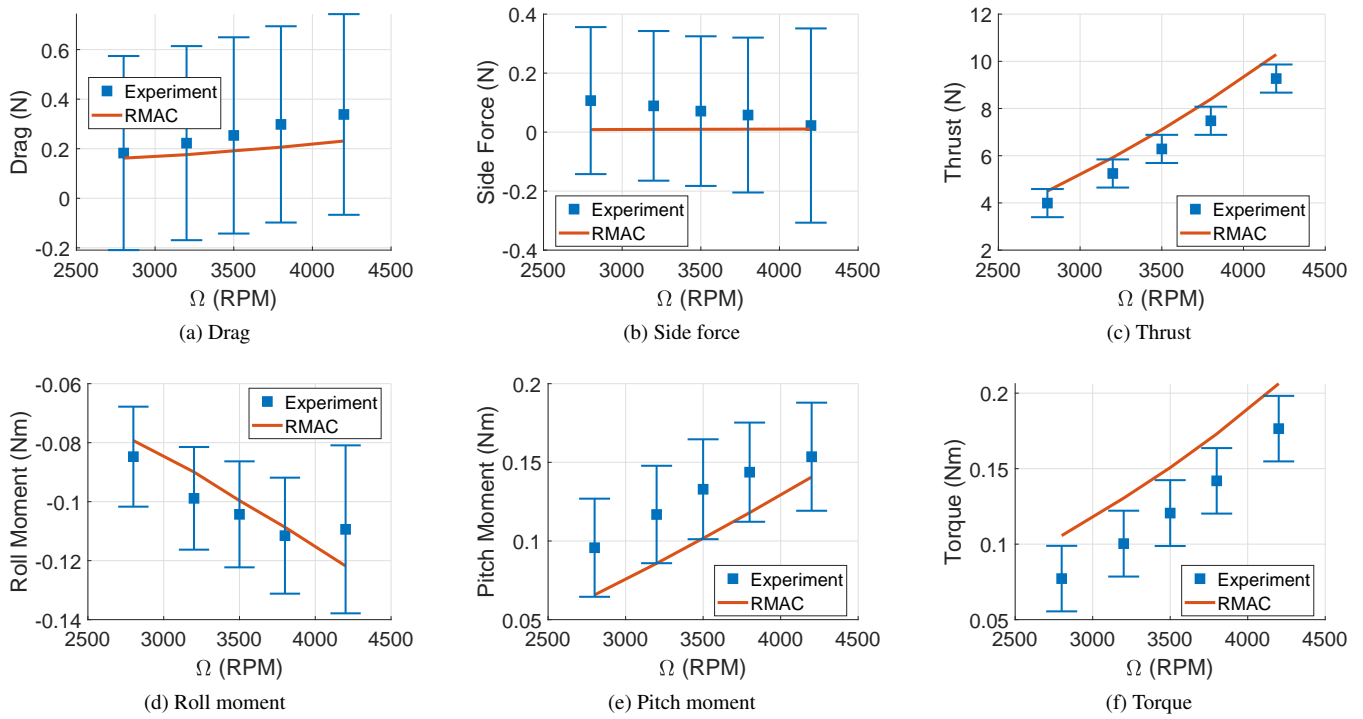 Drag (N)
0.6
0.4
0.2
0
-0.2
Experiment
RMAC
2500 3000 3500 4000 4500
Ω (RPM)
(a) Drag
Side Force (N)
0.4
0.2
0
-0.2
-0.4
Experiment
RMAC
2500 3000 3500 4000 4500
Ω (RPM)
(b) Side force
Thrust (N)
12
10
8
6
4
2
Experiment
RMAC
2500 3000 3500 4000 4500
Ω (RPM)
(c) Thrust
Roll Moment (Nm)
-0.06
-0.08
-0.1
-0.12
-0.14
Experiment
RMAC
2500 3000 3500 4000 4500
Ω (RPM)
(d) Roll moment
Pitch Moment (Nm)
0.2
0.15
0.1
0.05
Experiment
RMAC
2500 3000 3500 4000 4500
Ω (RPM)
(e) Pitch moment
Torque (Nm)
0.2
0.15
0.1
0.05
Experiment
RMAC
2500 3000 3500 4000 4500
Ω (RPM)
(f) Torque